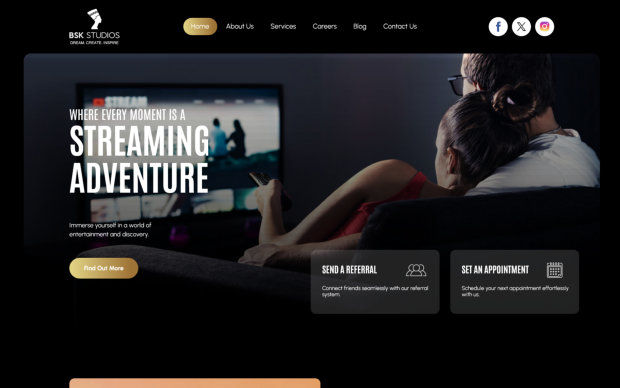 BSK STUDIOS
DREAM. CREATE. INSPIRE.
Home
About Us
Services
Careers
Blog
Contact Us
STREAM
WHERE EVERY MOMENT IS A
STREAMING
ADVENTURE
Immerse yourself in a world of
entertainment and discovery.
Find Out More
SEND A REFERRAL
Connect friends seamlessly with our referral
system.
SET AN APPOINTMENT
Schedule your next appointment effortlessly
with us.